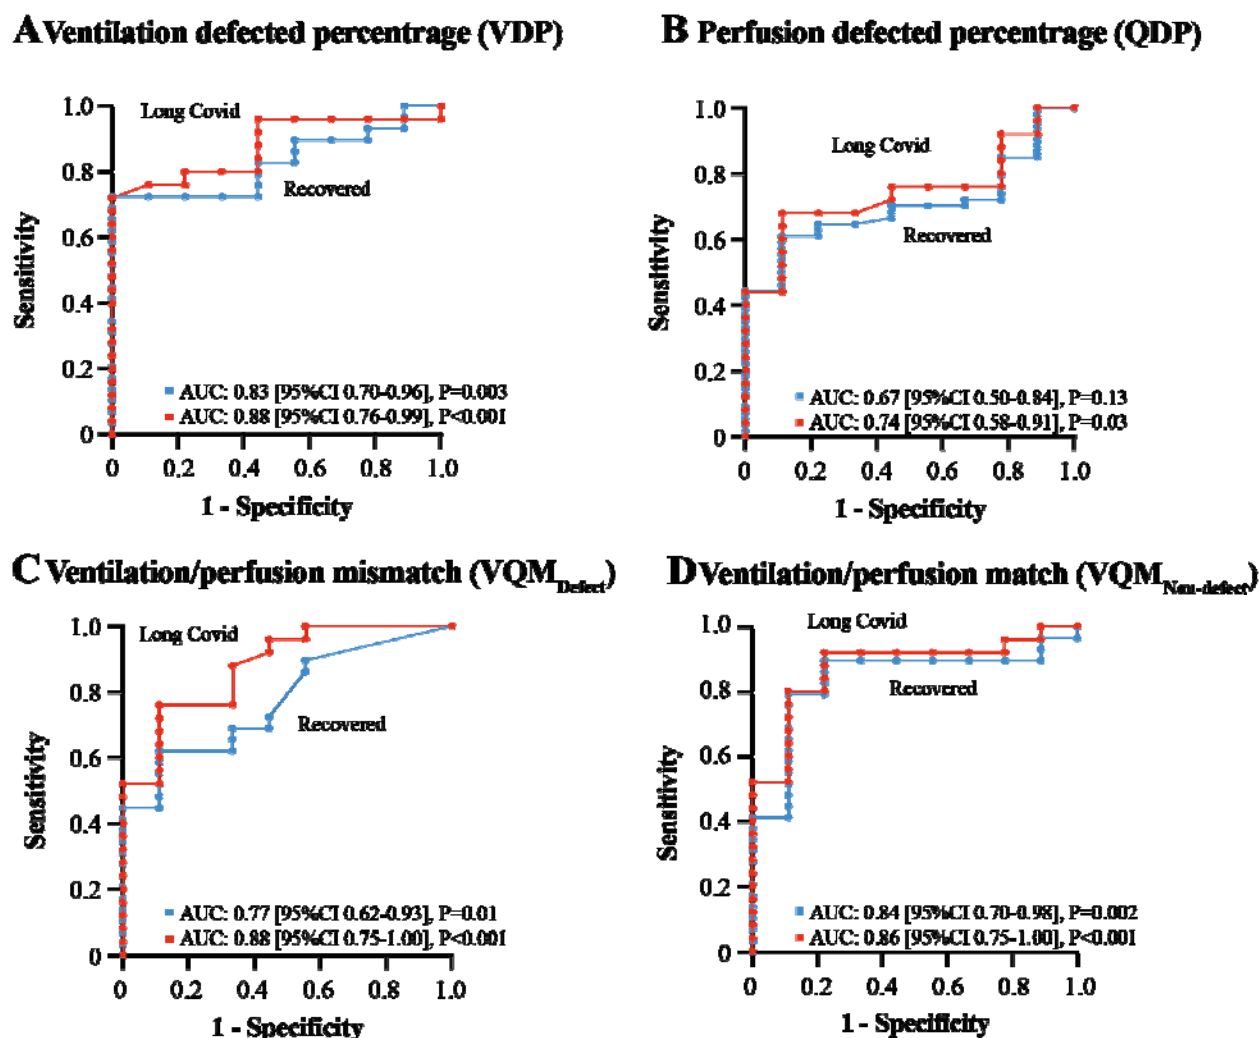 A Ventilation defected percentrage (VDP)
1.0
0.8
0.6
0.4
0.2
0
Sensitivity
Long Covid
Recovered
AUC: 0.83 [95%CI 0.70-0.96], P=0.003
AUC: 0.88 [95%CI 0.76-0.99], P<0.001
0 0.2 0.4 0.6 0.8 1.0
1 - Specificity
B Perfusion defected percentrage (QDP)
1.0
0.8
0.6
0.4
0.2
0
Sensitivity
Long Covid
Recovered
AUC: 0.67 [95%CI 0.50-0.84], P=0.13
AUC: 0.74 [95%CI 0.58-0.91], P=0.03
0 0.2 0.4 0.6 0.8 1.0
1 - Specificity
C Ventilation/perfusion mismatch (VQM Defect)
1.0
0.8
0.6
0.4
0.2
0
Sensitivity
Long Covid
Recovered
AUC: 0.77 [95%CI 0.62-0.93], P=0.01
AUC: 0.88 [95%CI 0.75-1.00], P<0.001
0 0.2 0.4 0.6 0.8 1.0
1 - Specificity
D Ventilation/perfusion match (VQM Non-defect)
1.0
0.8
0.6
0.4
0.2
0
Sensitivity
Long Covid
Recovered
AUC: 0.84 [95%CI 0.70-0.98], P=0.002
AUC: 0.86 [95%CI 0.75-1.00], P<0.001
0 0.2 0.4 0.6 0.8 1.0
1 - Specificity